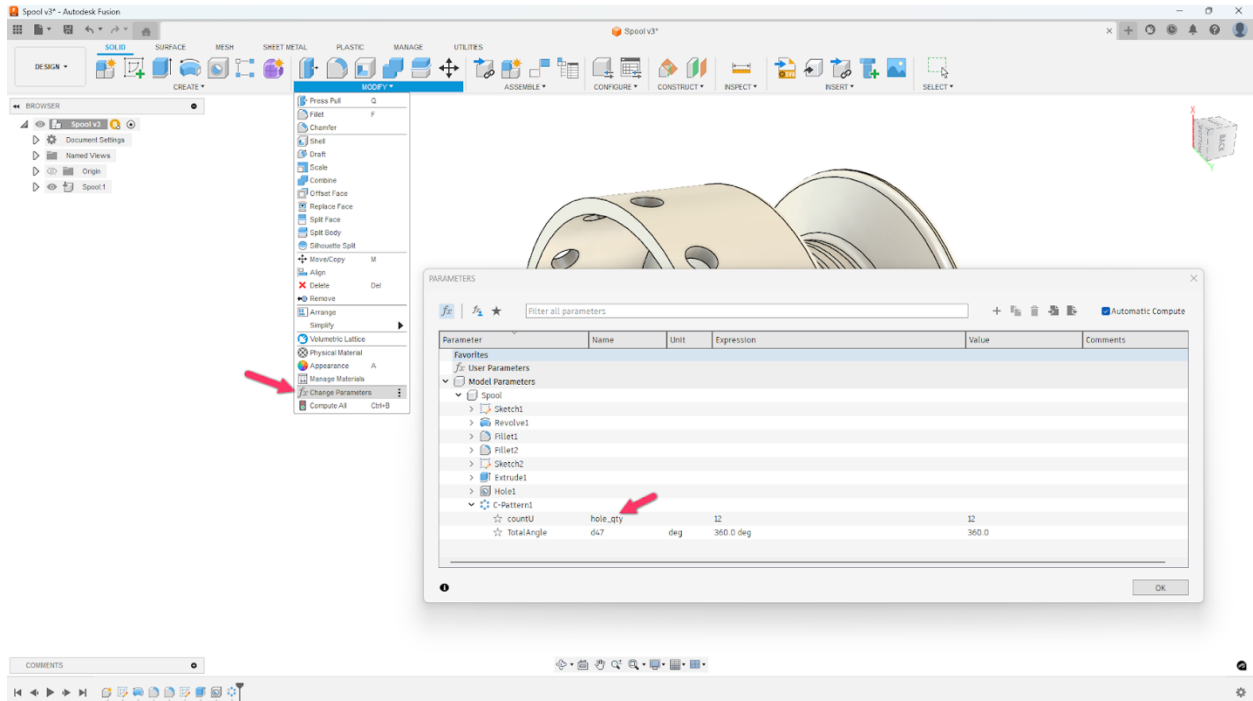 Spool v3* - Autodesk Fusion
Spool v3*
SOLID SURFACE MESH SHEET METAL PLASTIC MANAGE UTILITIES
DESIGN
CREATE MODIFY ASSEMBLE CONFIGURE CONSTRUCT INSPECT INSERT SELECT
BROWSER
Spool v3
Document Settings
Named Views
Origin
Spool:1
Press Pull Q
Fillet F
Chamfer
Shell
Draft
Scale
Combine
Offset Face
Replace Face
Split Face
Split Body
Silhouette Split
Move/Copy M
Align
Delete Del
Remove
Arrange
Simplify
Volumetric Lattice
Physical Material
Appearance A
Manage Materials
fx Change Parameters
Compute All Ctrl+B
X
BACK
Y
PARAMETERS
fx Filter all parameters Automatic Compute
Parameter Name Unit Expression Value Comments
Favorites
fx User Parameters
Model Parameters
Spool
Sketch1
Revolve1
Fillet1
Fillet2
Sketch2
Extrude1
Hole1
C-Pattern1
countU hole_qty 12 12
TotalAngle d47 deg 360.0 deg 360.0
OK
COMMENTS